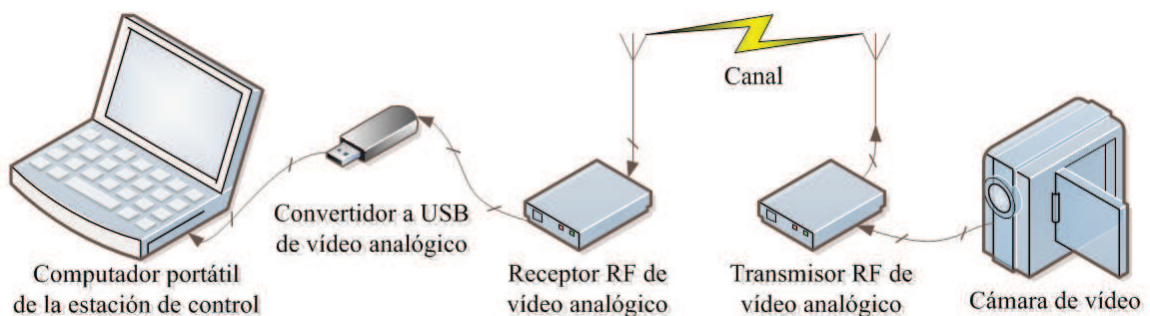 Canal
Convertidor a USB
de vídeo analógico
Computador portátil
de la estación de control
Receptor RF de
vídeo analógico
Transmisor RF de
vídeo analógico
Cámara de vídeo